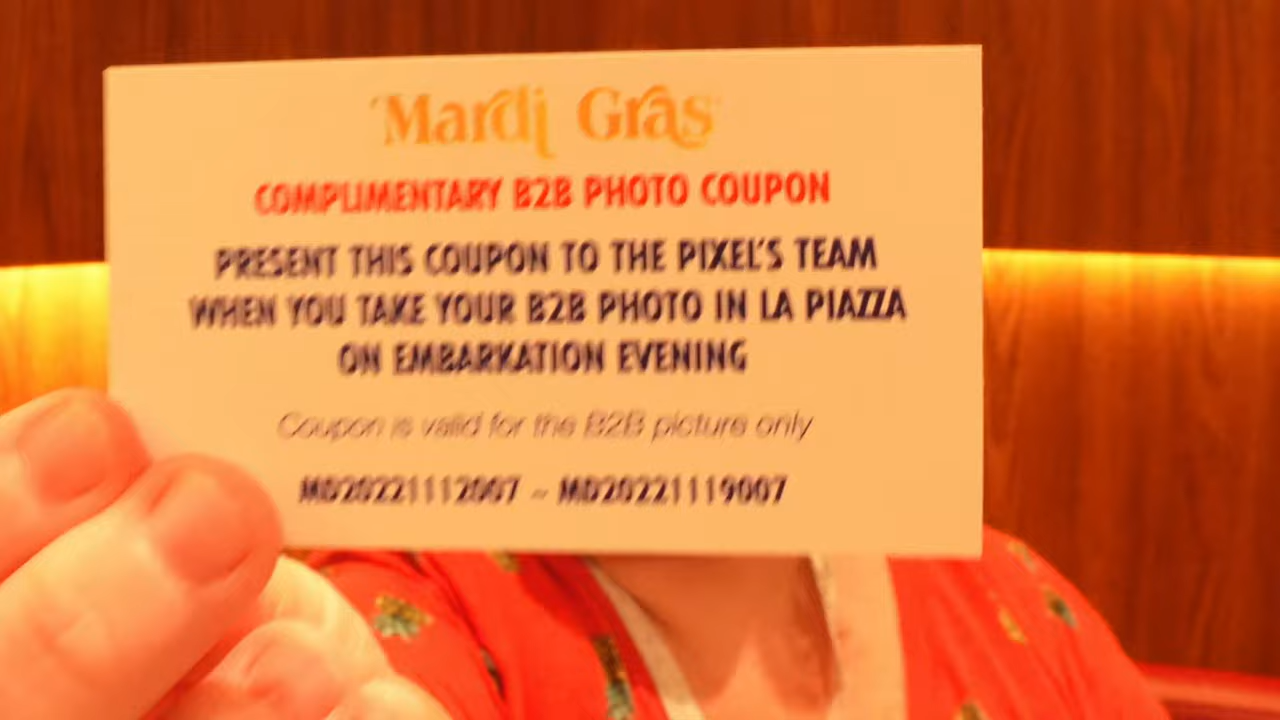 Mardi Gras
COMPLIMENTARY B2B PHOTO COUPON
PRESENT THIS COUPON TO THE PIXEL'S TEAM
WHEN YOU TAKE YOUR B2B PHOTO IN LA PIAZZA
ON EMBARKATION EVENING
Coupon is valid for the B2B picture only
MD20221112007 - MD20221119007